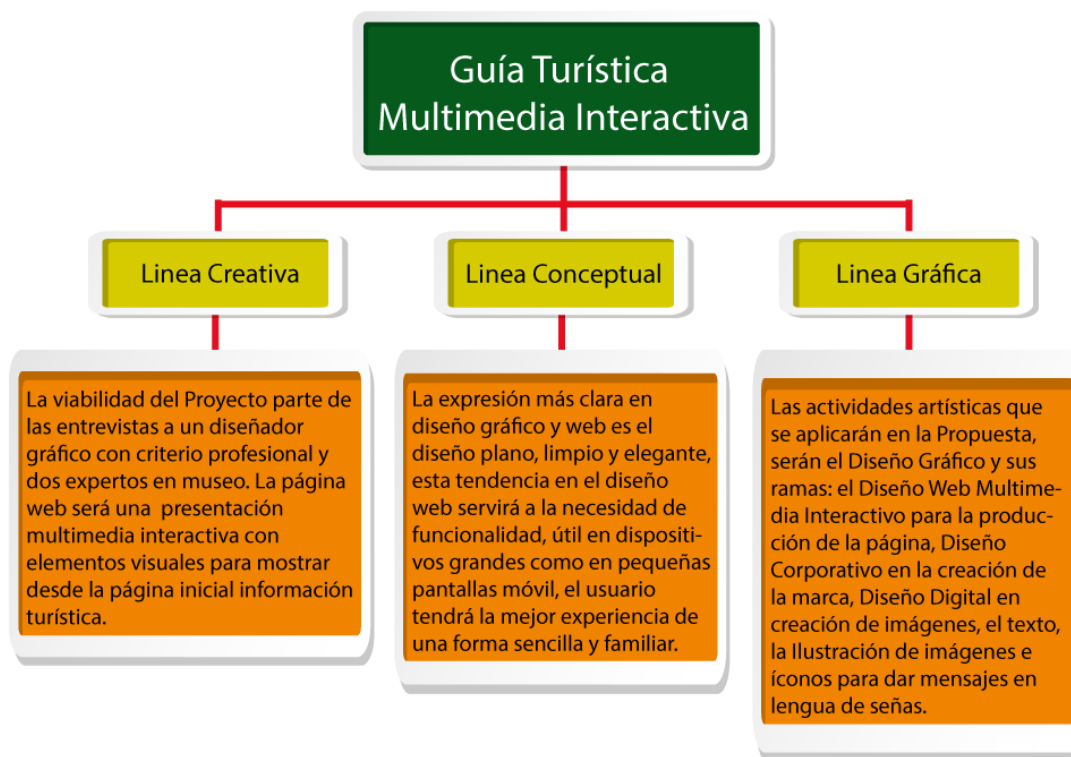 Guía Turística
Multimedia Interactiva
Linea Creativa
Linea Conceptual
Linea Gráfica
La viabilidad del Proyecto parte de
las entrevistas a un diseñador
gráfico con criterio profesional y
dos expertos en museo. La página
web será una presentación
multimedia interactiva con
elementos visuales para mostrar
desde la página inicial información
turística.
La expresión más clara en
diseño gráfico y web es el
diseño plano, limpio y elegante,
esta tendencia en el diseño
web servirá a la necesidad de
funcionalidad, útil en dispositi-
vos grandes como en pequeñas
pantallas móvil, el usuario
tendrá la mejor experiencia de
una forma sencilla y familiar.
Las actividades artísticas que
se aplicarán en la Propuesta,
serán el Diseño Gráfico y sus
ramas: el Diseño Web Multime-
dia Interactivo para la produc-
ción de la página, Diseño
Corporativo en la creación de
la marca, Diseño Digital en
creación de imágenes, el texto,
la Ilustración de imágenes e
íconos para dar mensajes en
lengua de señas.